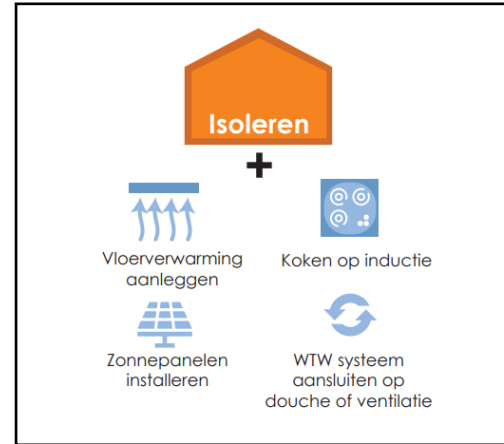 Isoleren
+
Vloerverwarming
aanleggen
Koken op inductie
Zonnepanelen
installeren
WTW systeem
aansluiten op
douche of ventilatie